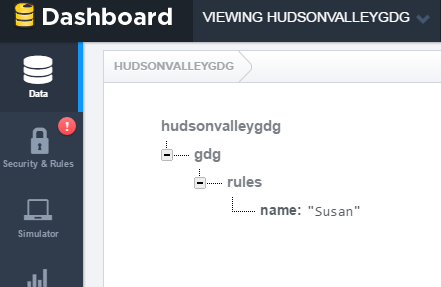 Dashboard
VIEWING HUDSONVALLEYGDG
HUDSONVALLEYGDG
Data
!
Security & Rules
Simulator
hudsonvalleygdg
gdg
rules
name: "Susan"